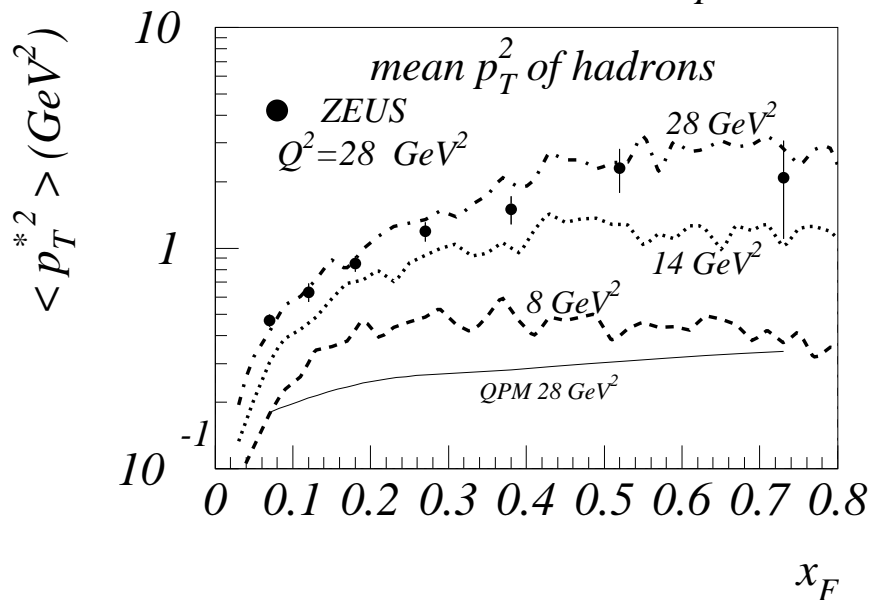 10
mean p_T^2 of hadrons
ZEUS
Q^2=28 GeV^2
28 GeV^2
<p_T^{*2}>(GeV^2)
1
14 GeV^2
8 GeV^2
QPM 28 GeV^2
10^-1
0 0.1 0.2 0.3 0.4 0.5 0.6 0.7 0.8
x_F